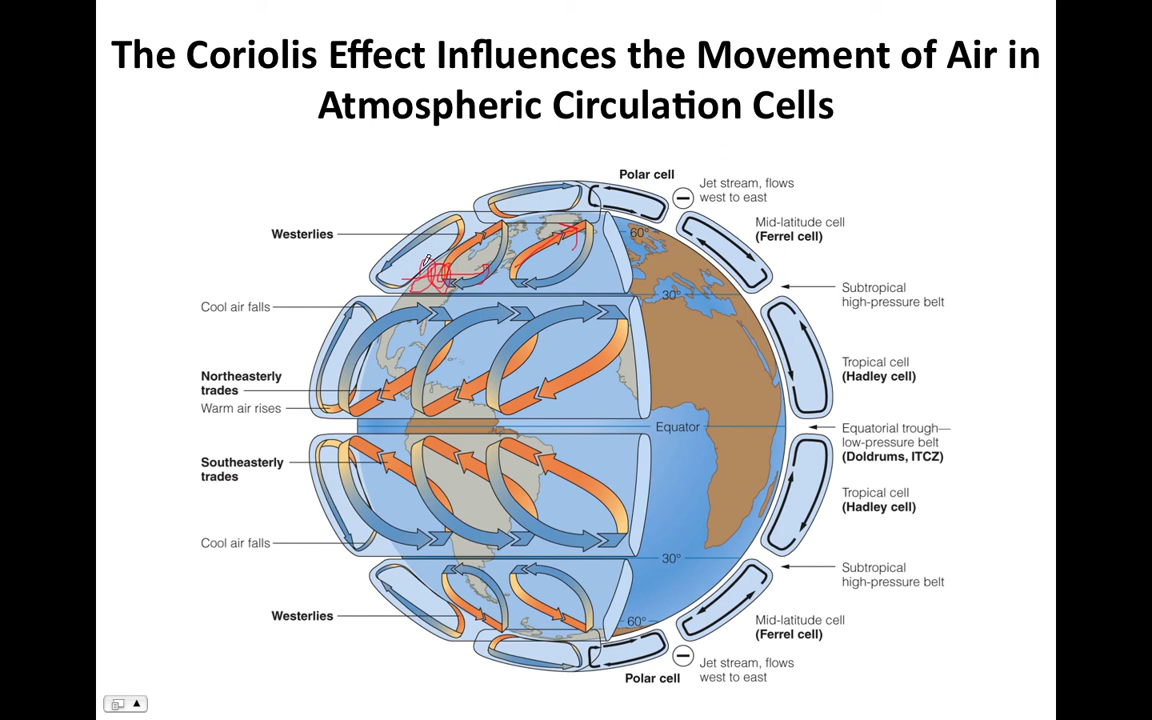 The Coriolis Effect Influences the Movement of Air in
Atmospheric Circulation Cells
Polar cell
Jet stream, flows
west to east
Westerlies
60°
Mid-latitude cell
(Ferrel cell)
Cool air falls
30°
Subtropical
high-pressure belt
Northeasterly
trades
Warm air rises
Tropical cell
(Hadley cell)
Equator
Equatorial trough—
low-pressure belt
(Doldrums, ITCZ)
Southeasterly
trades
Tropical cell
(Hadley cell)
Cool air falls
30°
Subtropical
high-pressure belt
Westerlies
60°
Mid-latitude cell
(Ferrel cell)
Polar cell
Jet stream, flows
west to east